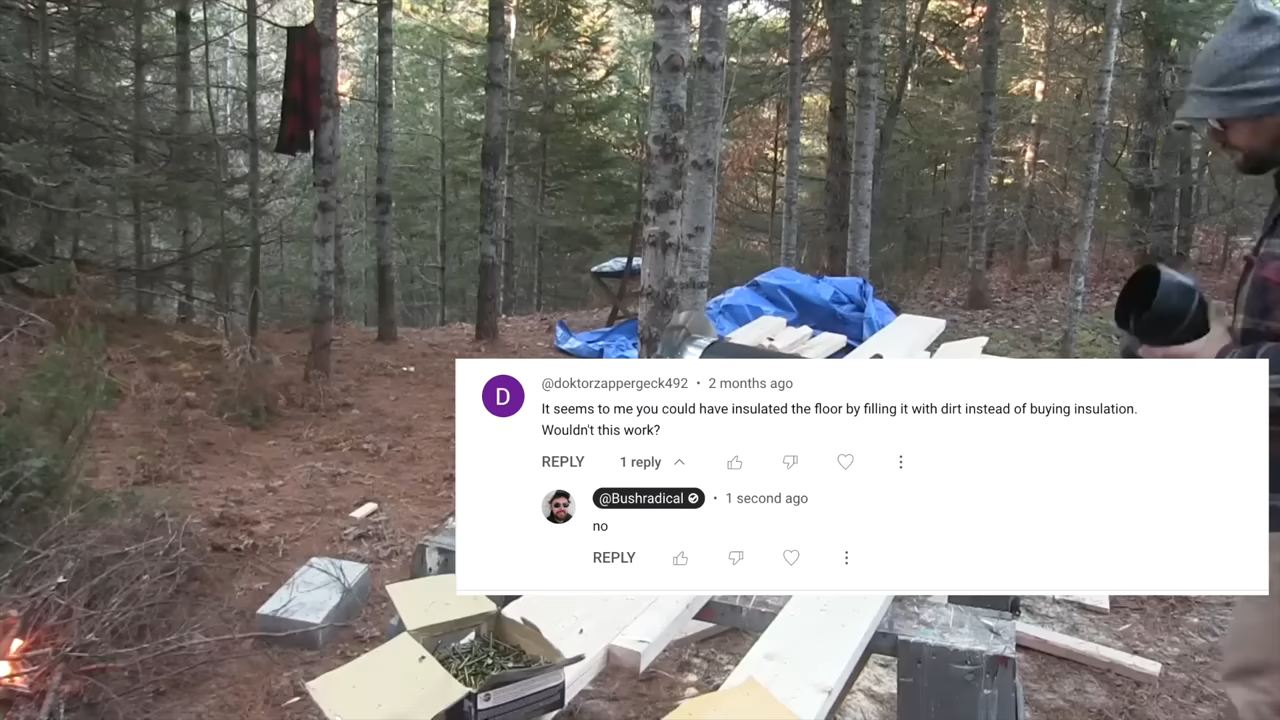 D
@doktorzappergeck492 • 2 months ago
It seems to me you could have insulated the floor by filling it with dirt instead of buying insulation.
Wouldn't this work?
REPLY 1 reply
@Bushradical • 1 second ago
no
REPLY